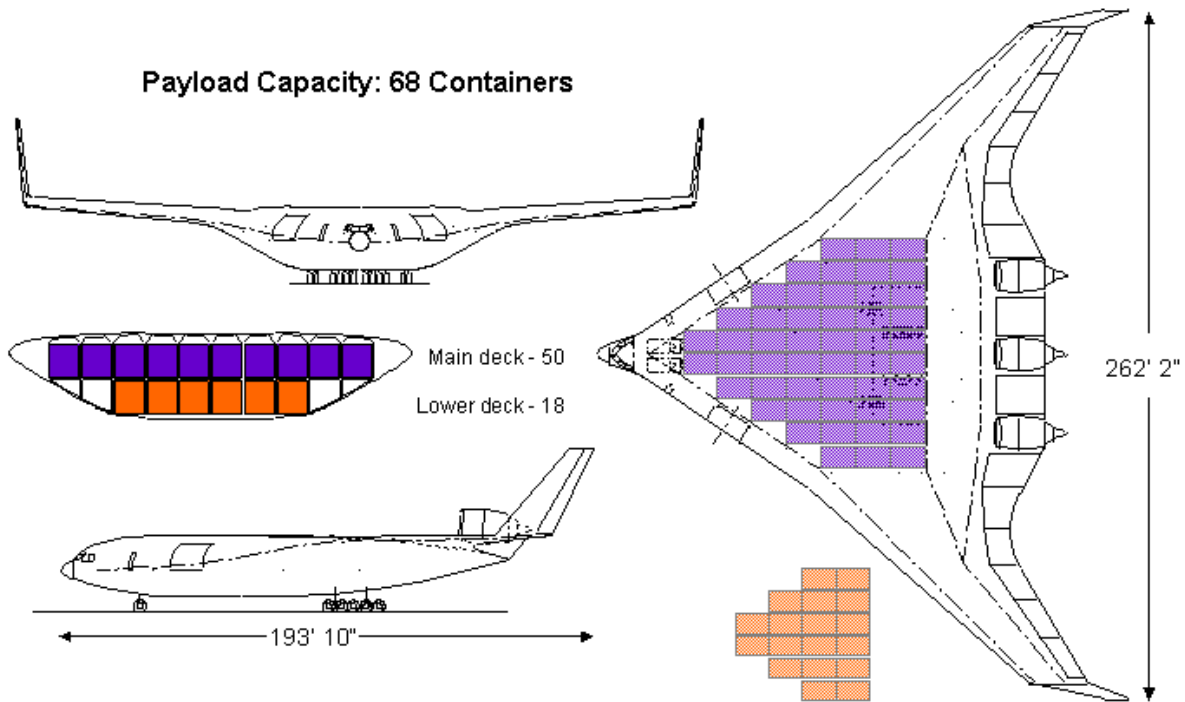 Payload Capacity: 68 Containers
Main deck - 50
Lower deck - 18
262' 2"
193' 10"